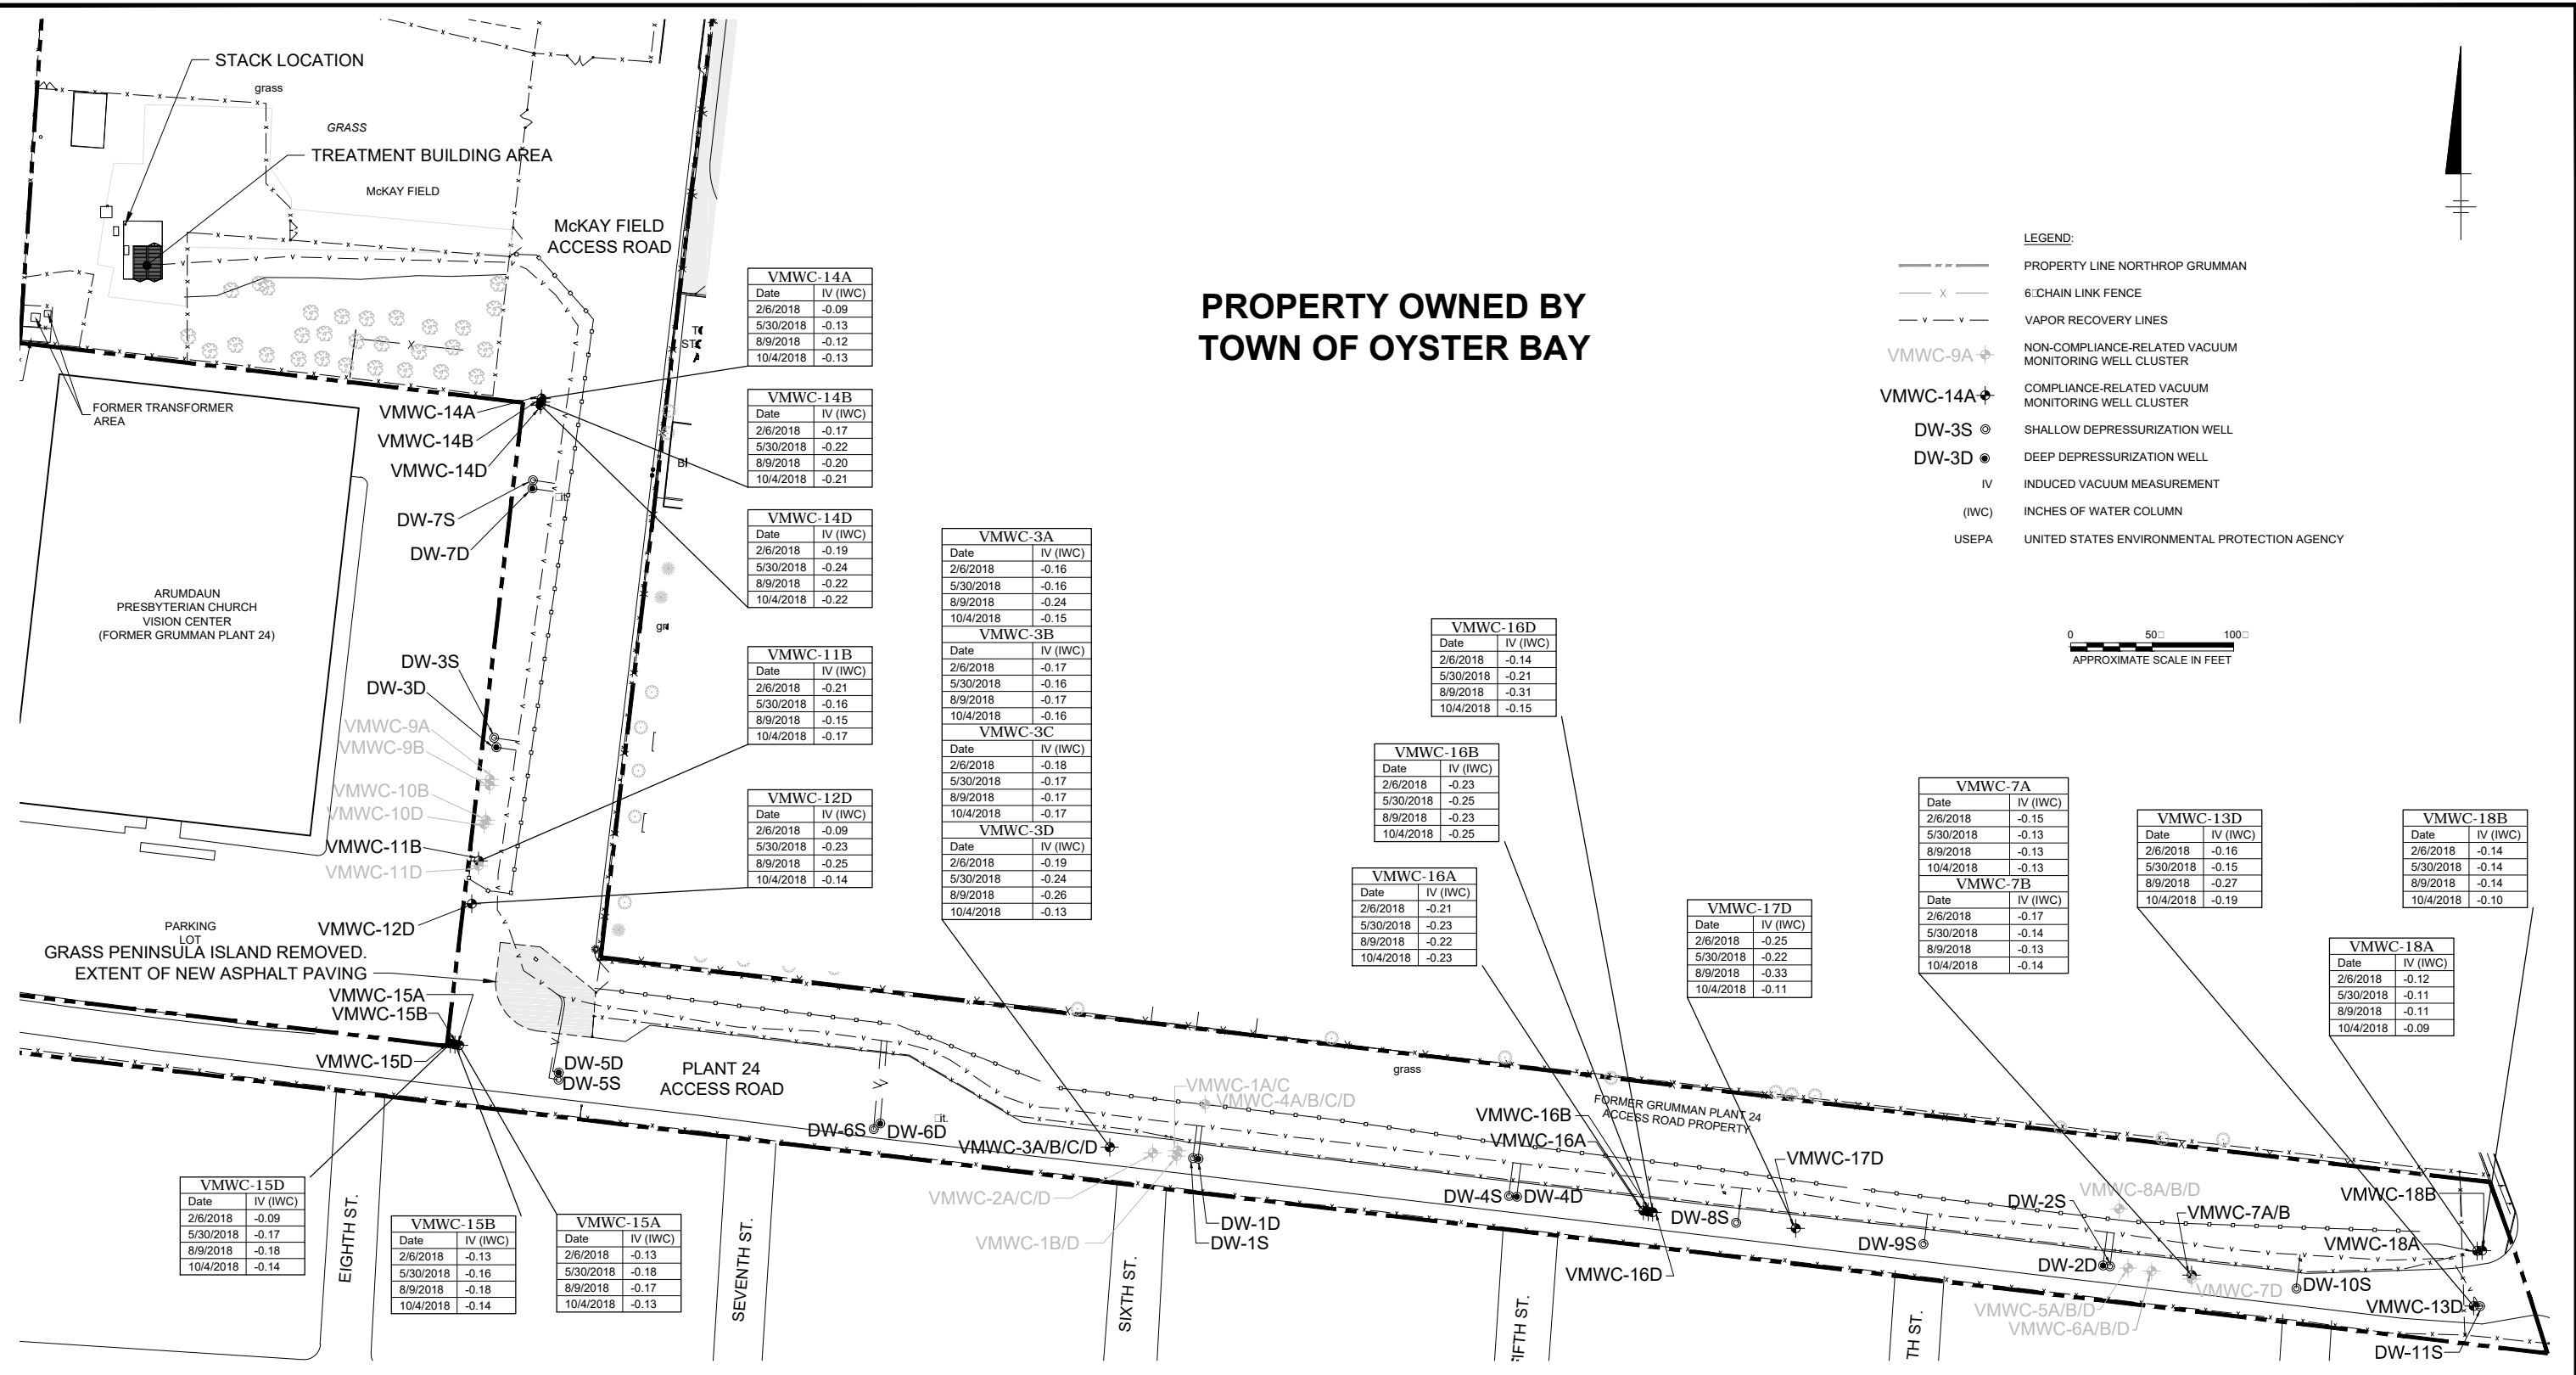 STACK LOCATION
grass
GRASS
TREATMENT BUILDING AREA
McKAY FIELD
McKAY FIELD
ACCESS ROAD
FORMER TRANSFORMER
AREA
VMWC-14A
VMWC-14B
VMWC-14D
DW-7S
DW-7D
ARUMDAUN
PRESBYTERIAN CHURCH
VISION CENTER
(FORMER GRUMMAN PLANT 24)
DW-3S
DW-3D
VMWC-9A
VMWC-9B
VMWC-10B
VMWC-10D
VMWC-11B
VMWC-11D
VMWC-12D
PARKING
LOT
GRASS PENINSULA ISLAND REMOVED.
EXTENT OF NEW ASPHALT PAVING
VMWC-15A
VMWC-15B
VMWC-15D
DW-5D
DW-5S
PLANT 24
ACCESS ROAD
VMWC-14A
Date IV (IWC)
2/6/2018 -0.09
5/30/2018 -0.13
8/9/2018 -0.12
10/4/2018 -0.13
VMWC-14B
Date IV (IWC)
2/6/2018 -0.17
5/30/2018 -0.22
8/9/2018 -0.20
10/4/2018 -0.21
VMWC-14D
Date IV (IWC)
2/6/2018 -0.19
5/30/2018 -0.24
8/9/2018 -0.22
10/4/2018 -0.22
VMWC-11B
Date IV (IWC)
2/6/2018 -0.21
5/30/2018 -0.16
8/9/2018 -0.15
10/4/2018 -0.17
VMWC-12D
Date IV (IWC)
2/6/2018 -0.09
5/30/2018 -0.23
8/9/2018 -0.25
10/4/2018 -0.14
VMWC-3A
Date IV (IWC)
2/6/2018 -0.16
5/30/2018 -0.16
8/9/2018 -0.24
10/4/2018 -0.15
VMWC-3B
Date IV (IWC)
2/6/2018 -0.17
5/30/2018 -0.16
8/9/2018 -0.17
10/4/2018 -0.16
VMWC-3C
Date IV (IWC)
2/6/2018 -0.18
5/30/2018 -0.17
8/9/2018 -0.17
10/4/2018 -0.17
VMWC-3D
Date IV (IWC)
2/6/2018 -0.19
5/30/2018 -0.24
8/9/2018 -0.26
10/4/2018 -0.13
PROPERTY OWNED BY
TOWN OF OYSTER BAY
LEGEND:
PROPERTY LINE NORTHROP GRUMMAN
6 CHAIN LINK FENCE
VAPOR RECOVERY LINES
VMWC-9A NON-COMPLIANCE-RELATED VACUUM
MONITORING WELL CLUSTER
VMWC-14A COMPLIANCE-RELATED VACUUM
MONITORING WELL CLUSTER
DW-3S SHALLOW DEPRESSURIZATION WELL
DW-3D DEEP DEPRESSURIZATION WELL
IV INDUCED VACUUM MEASUREMENT
(IWC) INCHES OF WATER COLUMN
USEPA UNITED STATES ENVIRONMENTAL PROTECTION AGENCY
0 50 100
APPROXIMATE SCALE IN FEET
VMWC-16D
Date IV (IWC)
2/6/2018 -0.14
5/30/2018 -0.21
8/9/2018 -0.31
10/4/2018 -0.15
VMWC-16B
Date IV (IWC)
2/6/2018 -0.23
5/30/2018 -0.25
8/9/2018 -0.23
10/4/2018 -0.25
VMWC-16A
Date IV (IWC)
2/6/2018 -0.21
5/30/2018 -0.23
8/9/2018 -0.22
10/4/2018 -0.23
VMWC-17D
Date IV (IWC)
2/6/2018 -0.25
5/30/2018 -0.22
8/9/2018 -0.33
10/4/2018 -0.11
VMWC-7A
Date IV (IWC)
2/6/2018 -0.15
5/30/2018 -0.13
8/9/2018 -0.13
10/4/2018 -0.13
VMWC-7B
Date IV (IWC)
2/6/2018 -0.17
5/30/2018 -0.14
8/9/2018 -0.13
10/4/2018 -0.14
VMWC-13D
Date IV (IWC)
2/6/2018 -0.16
5/30/2018 -0.15
8/9/2018 -0.27
10/4/2018 -0.19
VMWC-18B
Date IV (IWC)
2/6/2018 -0.14
5/30/2018 -0.14
8/9/2018 -0.14
10/4/2018 -0.10
VMWC-18A
Date IV (IWC)
2/6/2018 -0.12
5/30/2018 -0.11
8/9/2018 -0.11
10/4/2018 -0.09
grass
FORMER GRUMMAN PLANT 24
ACCESS ROAD PROPERTY
VMWC-1A/C
VMWC-4A/B/C/D
DW-6S DW-6D
VMWC-3A/B/C/D
VMWC-2A/C/D
VMWC-1B/D
DW-1D
DW-1S
VMWC-16B
VMWC-16A
DW-4S DW-4D
VMWC-16D
DW-8S
VMWC-17D
DW-9S
DW-2S
VMWC-8A/B/D
DW-2D
VMWC-7A/B
VMWC-7D
VMWC-5A/B/D
VMWC-6A/B/D
DW-10S
VMWC-18B
VMWC-18A
VMWC-13D
DW-11S
VMWC-15D
Date IV (IWC)
2/6/2018 -0.09
5/30/2018 -0.17
8/9/2018 -0.18
10/4/2018 -0.14
VMWC-15B
Date IV (IWC)
2/6/2018 -0.13
5/30/2018 -0.16
8/9/2018 -0.18
10/4/2018 -0.14
VMWC-15A
Date IV (IWC)
2/6/2018 -0.13
5/30/2018 -0.18
8/9/2018 -0.17
10/4/2018 -0.13
EIGHTH ST.
SEVENTH ST.
SIXTH ST.
FIFTH ST.
TH ST.